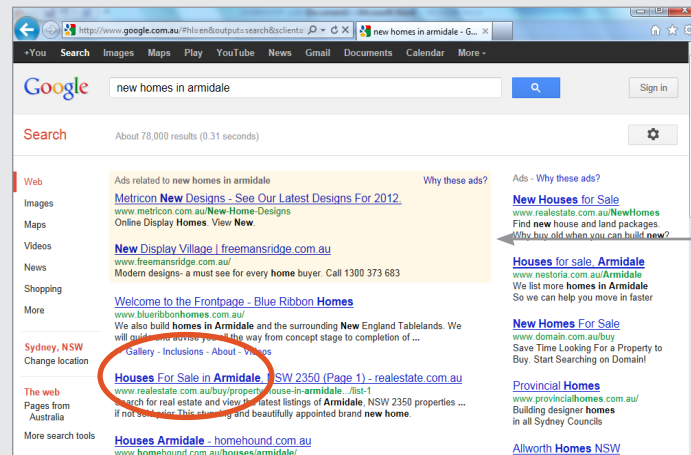 http://www.google.com.au/#hl=en&output=search&sclient=
new homes in armidale - G...
+You Search Images Maps Play YouTube News Gmail Documents Calendar More
Google
new homes in armidale
Sign in
Search
About 78,000 results (0.31 seconds)
Web
Images
Maps
Videos
News
Shopping
More
Sydney, NSW
Change location
The web
Pages from
Australia
More search tools
Ads related to new homes in armidale
Why these ads?
Metricon New Designs - See Our Latest Designs For 2012.
www.metricon.com.au/New-Home-Designs
Online Display Homes. View New.
New Display Village | freemansridge.com.au
www.freemansridge.com.au/
Modern designs- a must see for every home buyer. Call 1300 373 683
Welcome to the Frontpage - Blue Ribbon Homes
www.blueribbonhomes.com.au/
We also build homes in Armidale and the surrounding New England Tablelands. We
will guide and advise you all the way from concept stage to completion of ...
Gallery - Inclusions - About - Videos
Houses For Sale in Armidale, NSW 2350 (Page 1) - realestate.com.au
www.realestate.com.au/buy/property-house-in-armidale.../list-1
Search for real estate and view the latest listings of Armidale, NSW 2350 properties ...
if not sold prior This stunning and beautifully appointed brand new home.
Houses Armidale - homehound.com.au
www.homehound.com.au/houses/armidale/
Ads - Why these ads?
New Houses for Sale
www.realestate.com.au/NewHomes
Find new house and land packages.
Why buy old when you can build new?
Houses for sale, Armidale
www.nestoria.com.au/Armidale
We list more homes in Armidale
So we can help you move in faster
New Homes For Sale
www.domain.com.au/buy
Save Time Looking For a Property to
Buy. Start Searching on Domain!
Provincial Homes
www.provincialhomes.com.au/
Building designer homes
in all Sydney Councils
Allworth Homes NSW